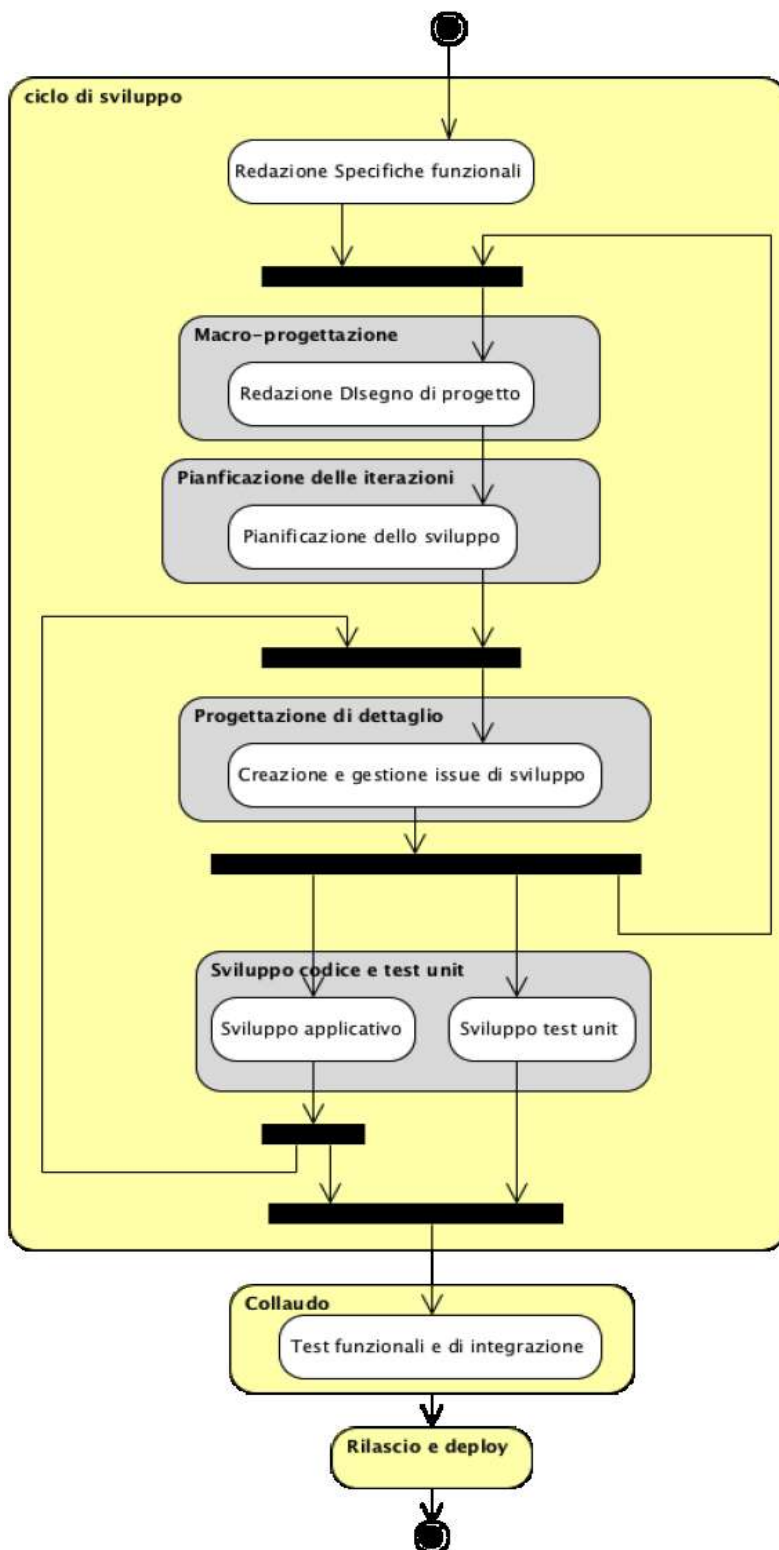 ciclo di sviluppo
Redazione Specifiche funzionali
Macro-progettazione
Redazione DIsegno di progetto
Pianficazione delle iterazioni
Pianificazione dello sviluppo
Progettazione di dettaglio
Creazione e gestione issue di sviluppo
Sviluppo codice e test unit
Sviluppo applicativo
Sviluppo test unit
Collaudo
Test funzionali e di integrazione
Rilascio e deploy